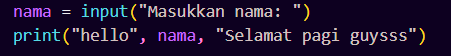 nama = input("Masukkan nama: ")
print("hello", nama, "Selamat pagi guysss")